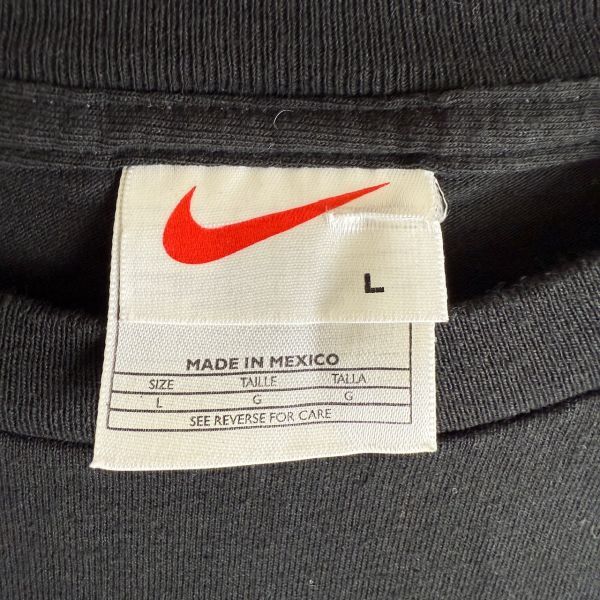 L
MADE IN MEXICO
SIZE TAILLE TALLA
L G G
SEE REVERSE FOR CARE